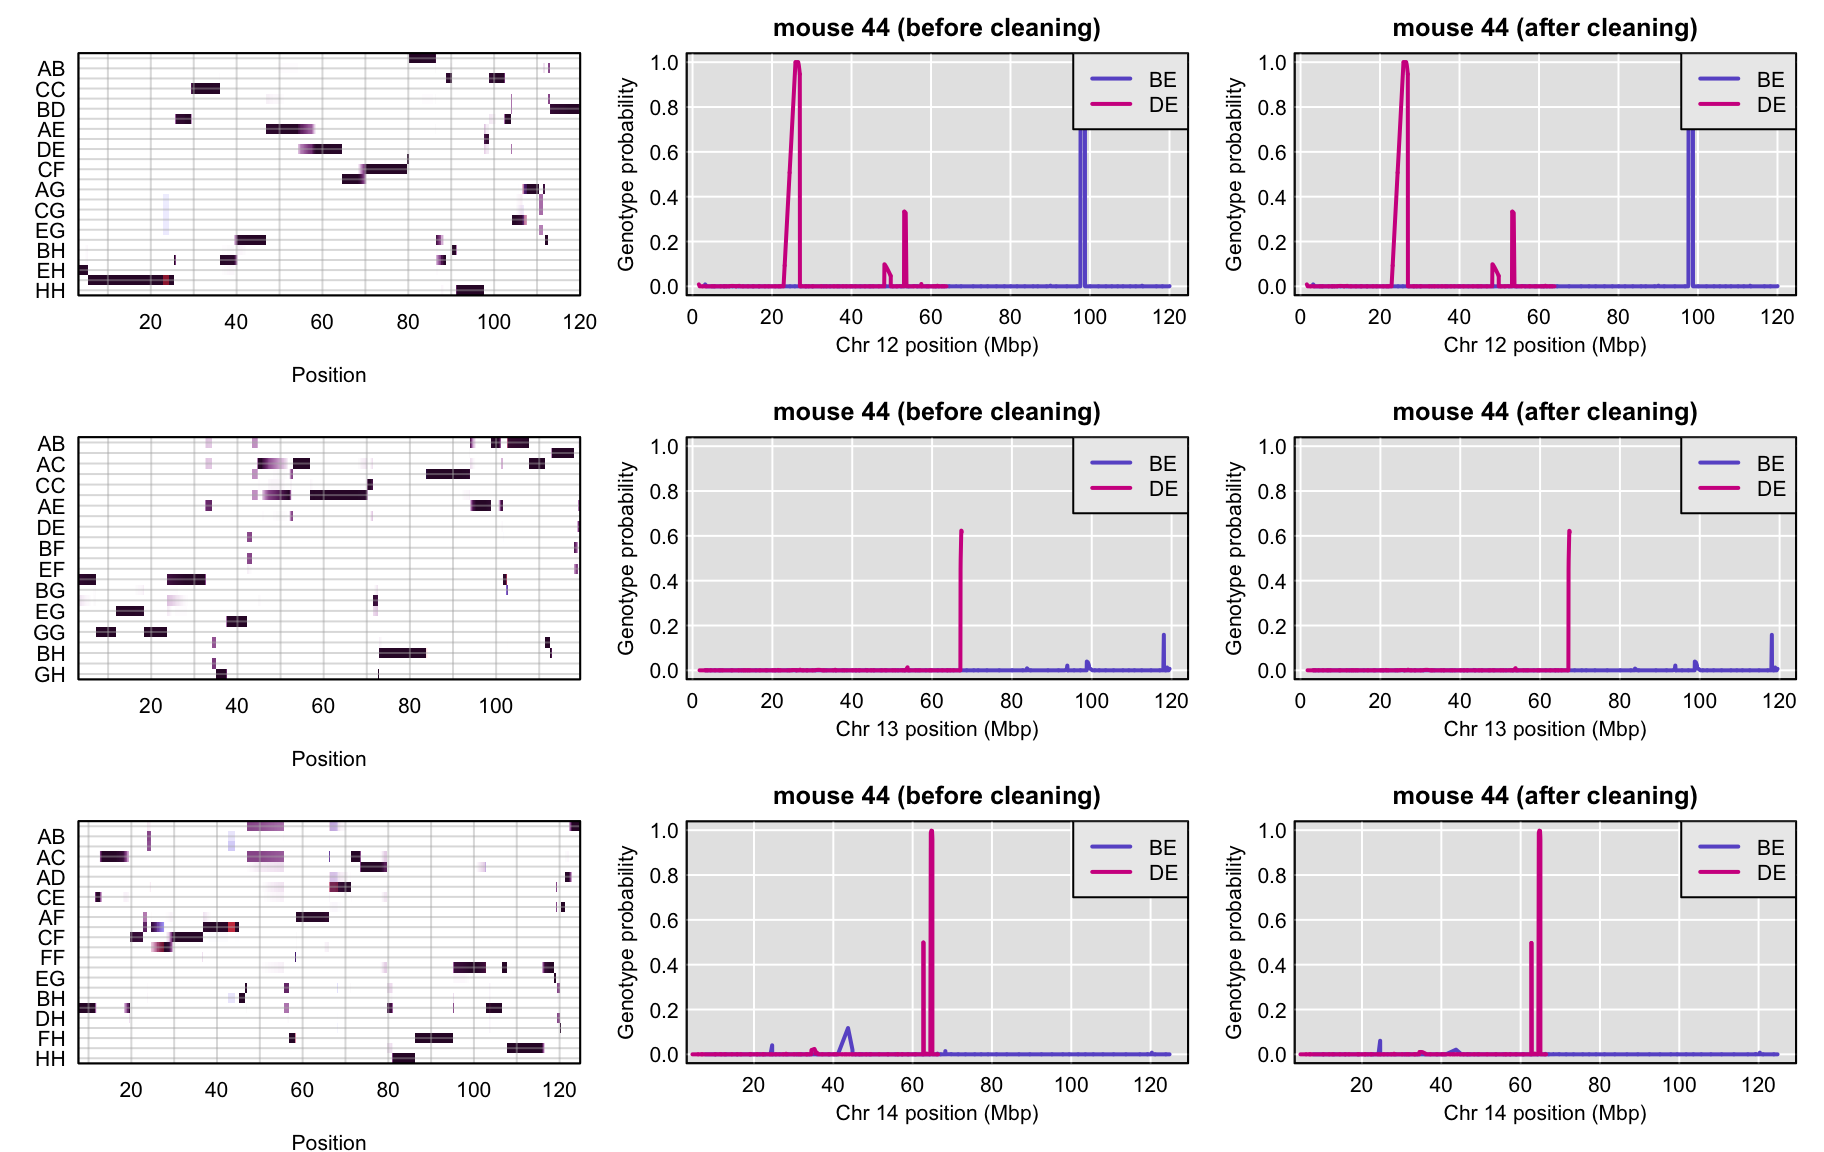 mouse 44 (before cleaning)
mouse 44 (after cleaning)
AB
CC
BD
AE
DE
CF
AG
CG
EG
BH
EH
HH
20 40 60 80 100 120
Position
Genotype probability
1.0
0.8
0.6
0.4
0.2
0.0
BE
DE
0 20 40 60 80 100 120
Chr 12 position (Mbp)
Genotype probability
1.0
0.8
0.6
0.4
0.2
0.0
BE
DE
0 20 40 60 80 100 120
Chr 12 position (Mbp)
mouse 44 (before cleaning)
mouse 44 (after cleaning)
AB
AC
CC
AE
DE
BF
EF
BG
EG
GG
BH
GH
20 40 60 80 100
Position
Genotype probability
1.0
0.8
0.6
0.4
0.2
0.0
BE
DE
0 20 40 60 80 100 120
Chr 13 position (Mbp)
Genotype probability
1.0
0.8
0.6
0.4
0.2
0.0
BE
DE
0 20 40 60 80 100 120
Chr 13 position (Mbp)
mouse 44 (before cleaning)
mouse 44 (after cleaning)
AB
AC
AD
CE
AF
CF
FF
EG
BH
DH
FH
HH
20 40 60 80 100 120
Position
Genotype probability
1.0
0.8
0.6
0.4
0.2
0.0
BE
DE
20 40 60 80 100 120
Chr 14 position (Mbp)
Genotype probability
1.0
0.8
0.6
0.4
0.2
0.0
BE
DE
20 40 60 80 100 120
Chr 14 position (Mbp)